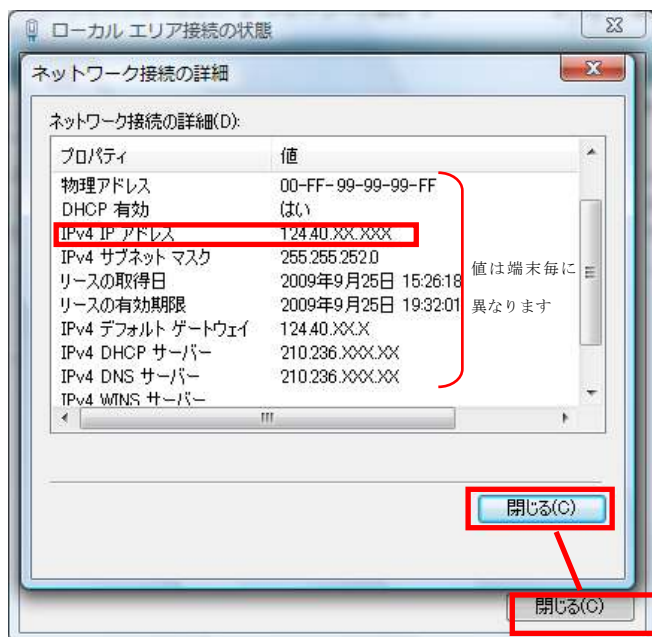 ローカル エリア接続の状態
ネットワーク接続の詳細
ネットワーク接続の詳細(D):
プロパティ 値
物理アドレス 00-FF-99-99-99-FF
DHCP 有効 はい
IPv4 IP アドレス 124.40.XX.XXX
IPv4 サブネット マスク 255.255.252.0
リースの取得日 2009年9月25日 15:26:18
リースの有効期限 2009年9月25日 19:32:01
IPv4 デフォルト ゲートウェイ 124.40.XX.X
IPv4 DHCP サーバー 210.236.XXX.XX
IPv4 DNS サーバー 210.236.XXX.XX
IPv4 WINS サーバー
値は端末毎に
異なります
閉じる(C)
閉じる(C)